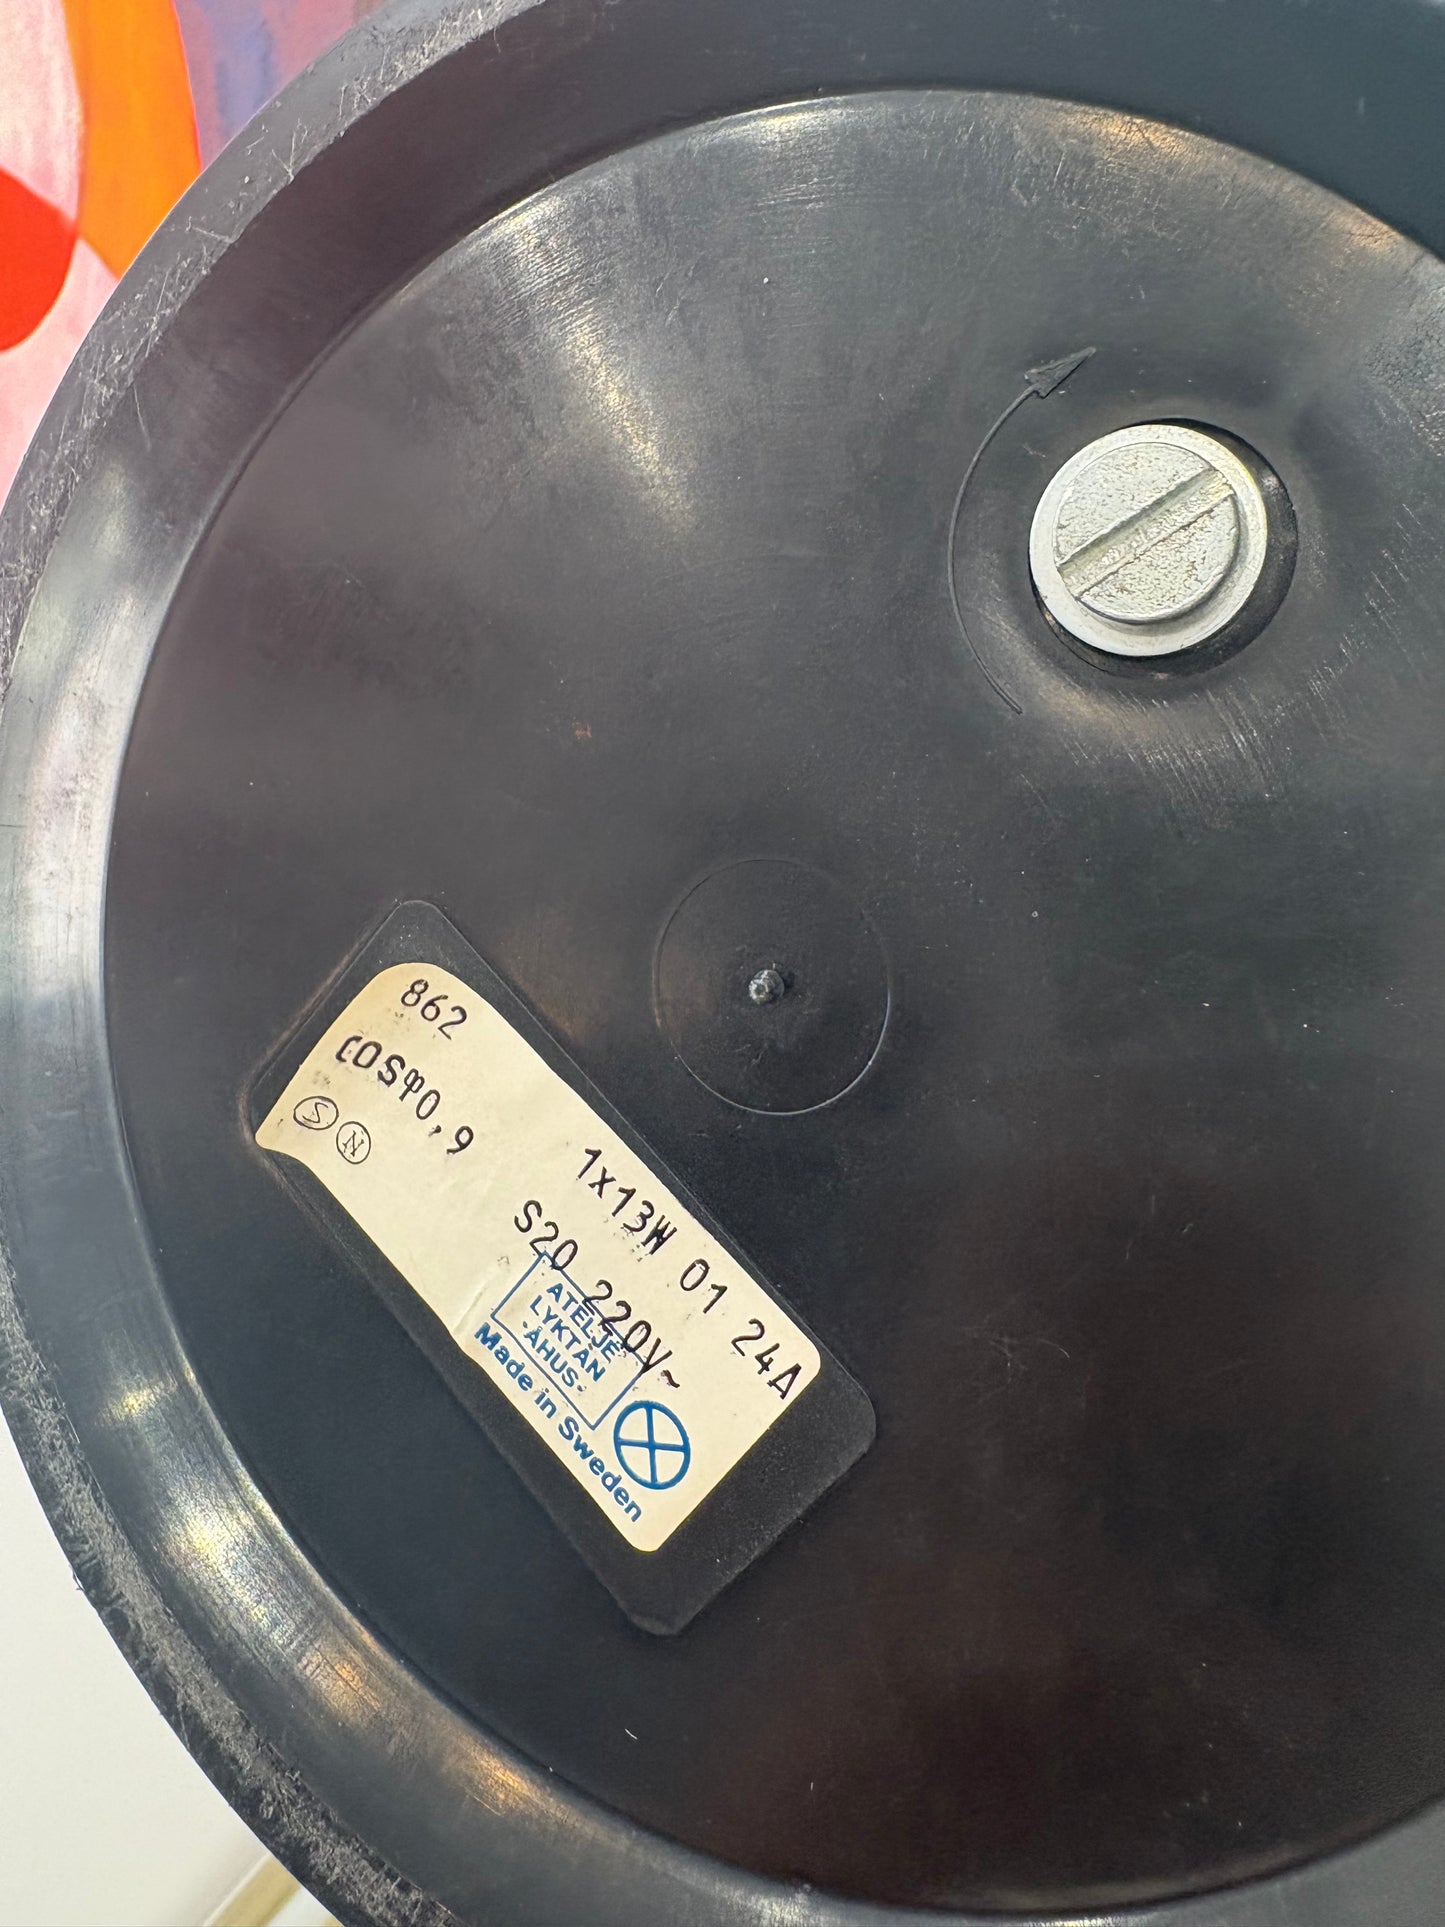 862 1x13W 01 24A
COSφ0,9 S20 220V~
S N
ATELJÉ
LYKTAN
·ÅHUS·
Made in Sweden